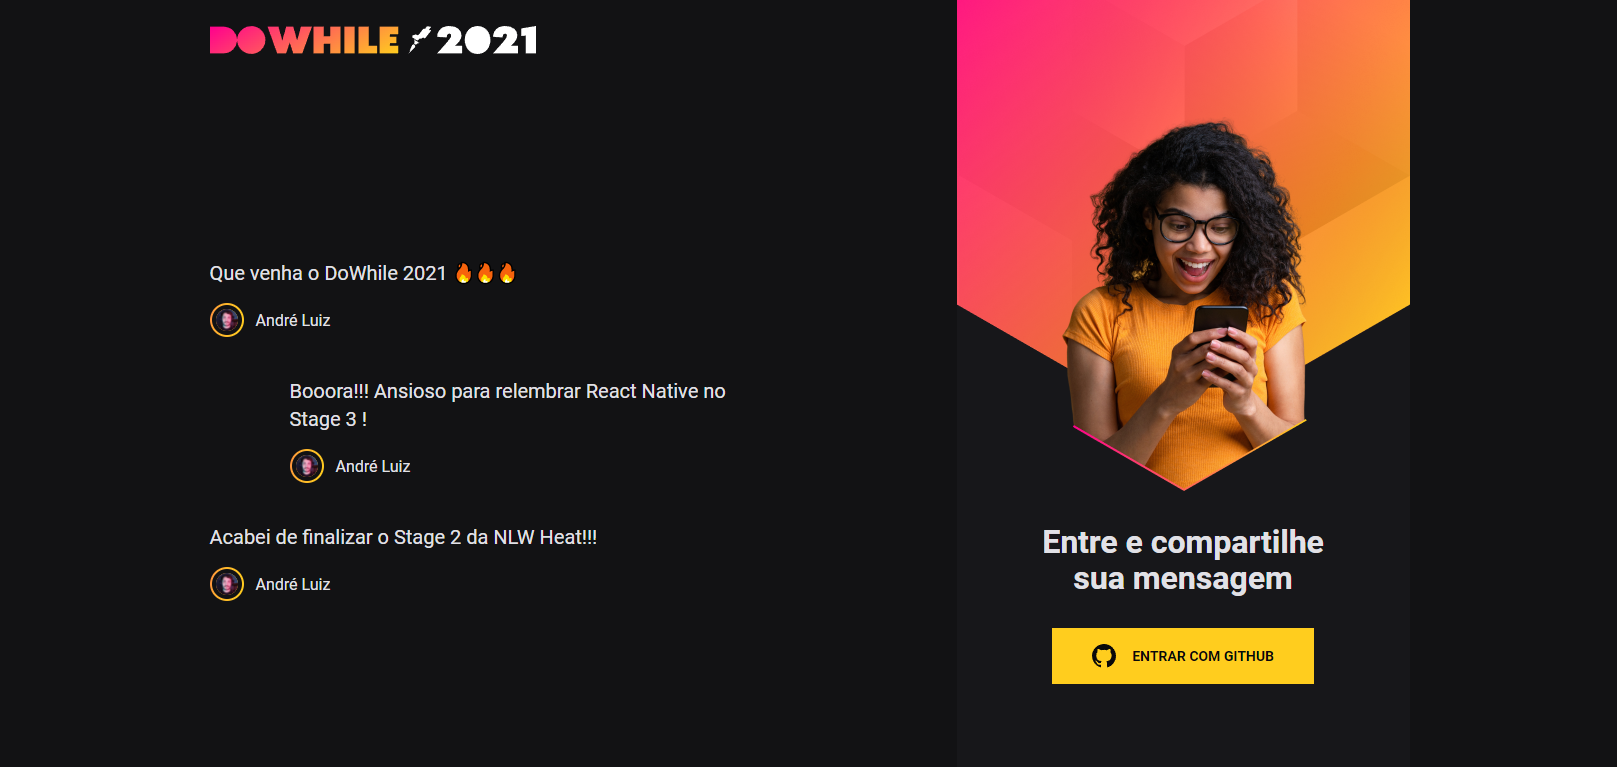 DOWHILE 2021
Que venha o DoWhile 2021 🔥🔥🔥
André Luiz
Booora!!! Ansioso para relembrar React Native no
Stage 3 !
André Luiz
Acabei de finalizar o Stage 2 da NLW Heat!!!
André Luiz
Entre e compartilhe
sua mensagem
ENTRAR COM GITHUB